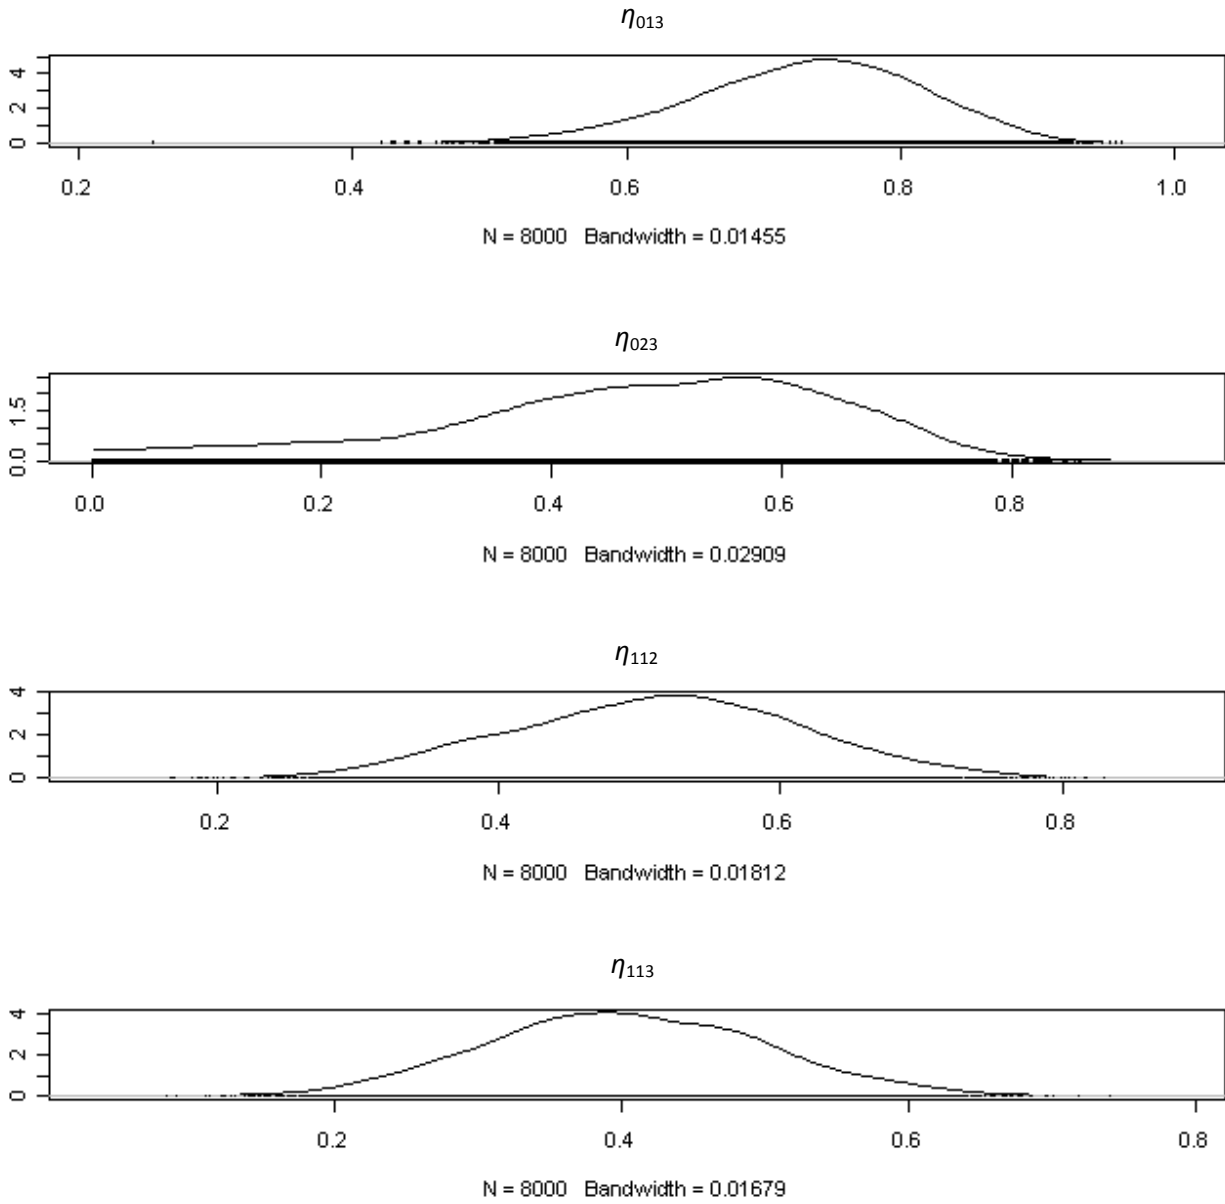 η013
4
2
0
0.2 0.4 0.6 0.8 1.0
N = 8000 Bandwidth = 0.01455
η023
1.5
0.0
0.0 0.2 0.4 0.6 0.8
N = 8000 Bandwidth = 0.02909
η112
4
2
0
0.2 0.4 0.6 0.8
N = 8000 Bandwidth = 0.01812
η113
4
2
0
0.2 0.4 0.6 0.8
N = 8000 Bandwidth = 0.01679